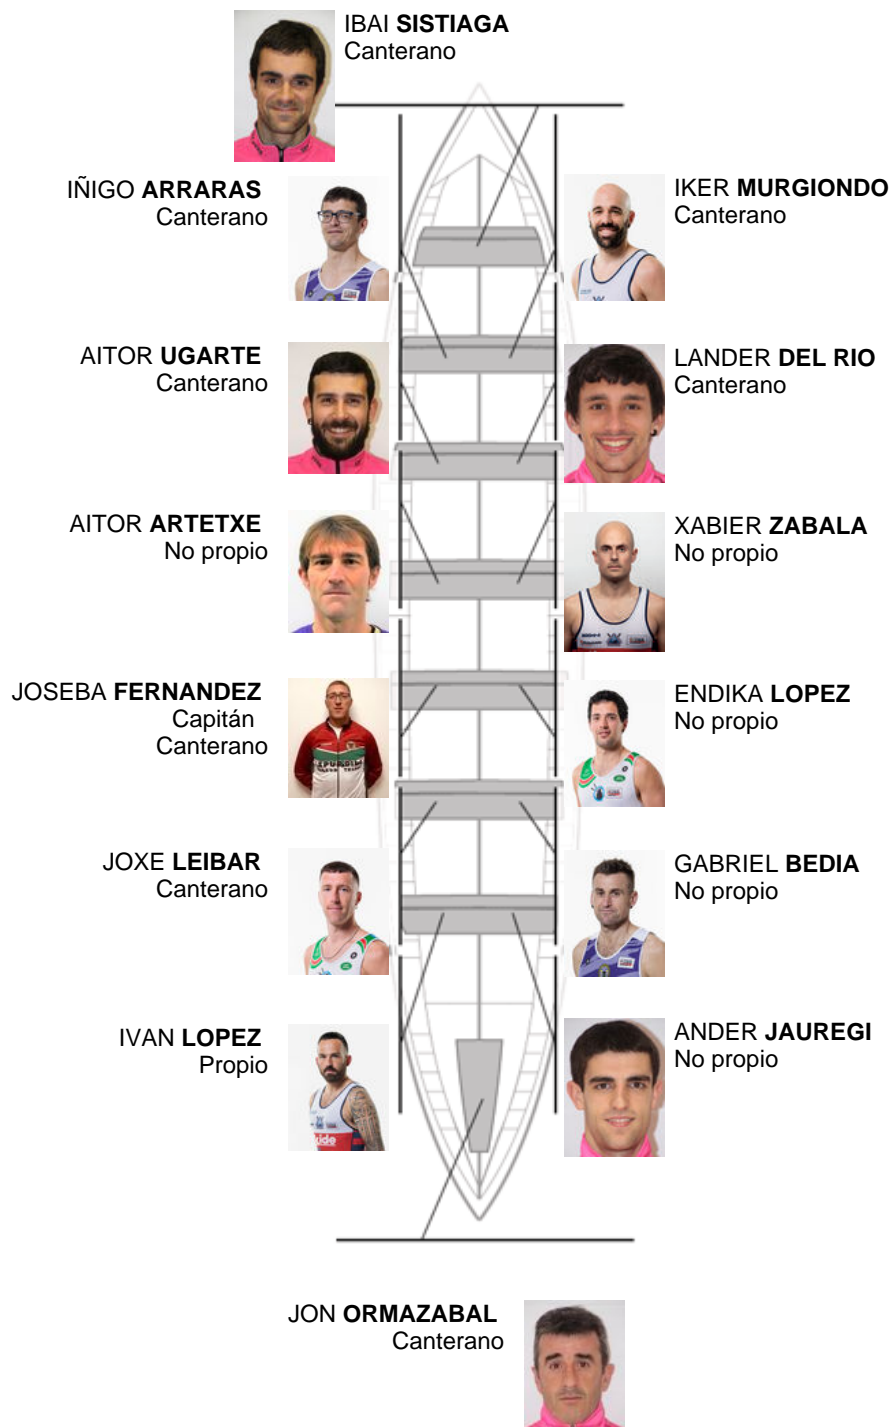 IBAI SISTIAGA
Canterano
IÑIGO ARRARAS
Canterano
IKER MURGIONDO
Canterano
AITOR UGARTE
Canterano
LANDER DEL RIO
Canterano
AITOR ARTETXE
No propio
XABIER ZABALA
No propio
JOSEBA FERNANDEZ
Capitán
Canterano
ENDIKA LOPEZ
No propio
JOXE LEIBAR
Canterano
GABRIEL BEDIA
No propio
IVAN LOPEZ
Propio
ANDER JAUREGI
No propio
JON ORMAZABAL
Canterano